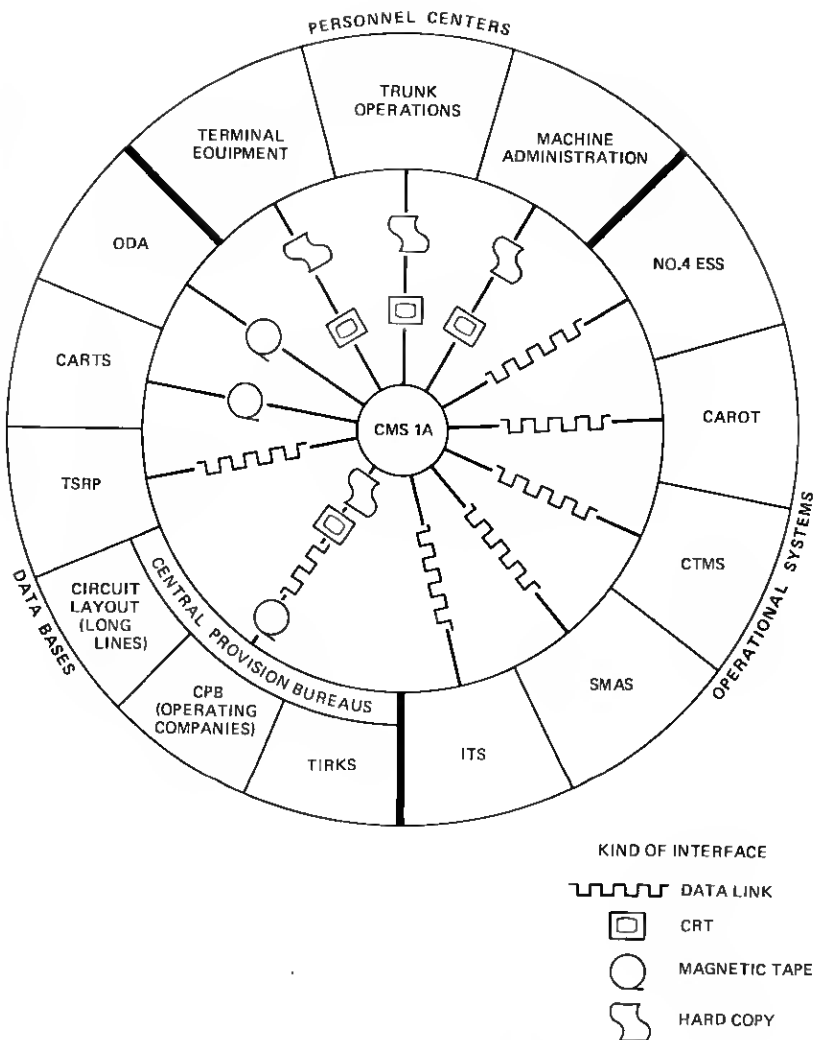 PERSONNEL CENTERS
TERMINAL
EQUIPMENT
TRUNK
OPERATIONS
MACHINE
ADMINISTRATION
ODA
NO.4 ESS
CARTS
CAROT
CMS 1A
TSRP
CTMS
DATA BASES
CIRCUIT
LAYOUT
(LONG
LINES)
CENTRAL PROVISION BUREAUS
CPB
(OPERATING
COMPANIES)
TIRKS
ITS
SMAS
OPERATIONAL SYSTEMS
KIND OF INTERFACE
DATA LINK
CRT
MAGNETIC TAPE
HARD COPY